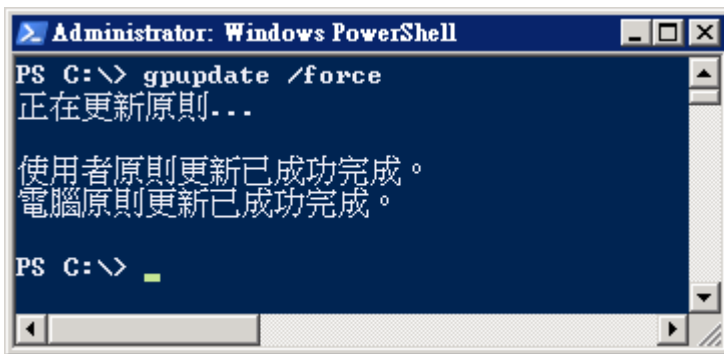 Administrator: Windows PowerShell
PS C:\> gpupdate /force
正在更新原則...
使用者原則更新已成功完成。
電腦原則更新已成功完成。
PS C:\>